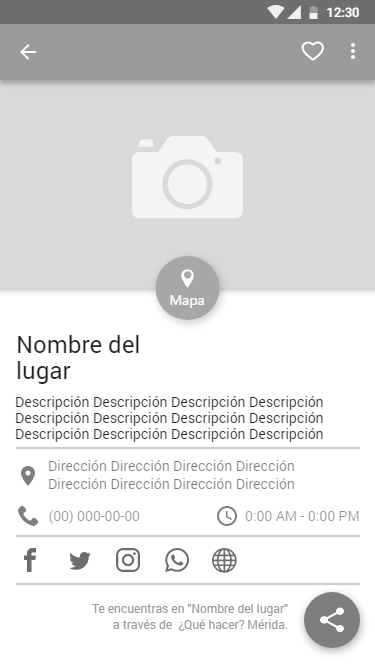 12:30
Mapa
Nombre del
lugar
Descripción Descripción Descripción Descripción
Descripción Descripción Descripción Descripción
Descripción Descripción Descripción Descripción
Dirección Dirección Dirección Dirección
Dirección Dirección Dirección Dirección
(00) 000-00-00
0:00 AM - 0:00 PM
Te encuentras en "Nombre del lugar"
a través de ¿Qué hacer? Mérida.